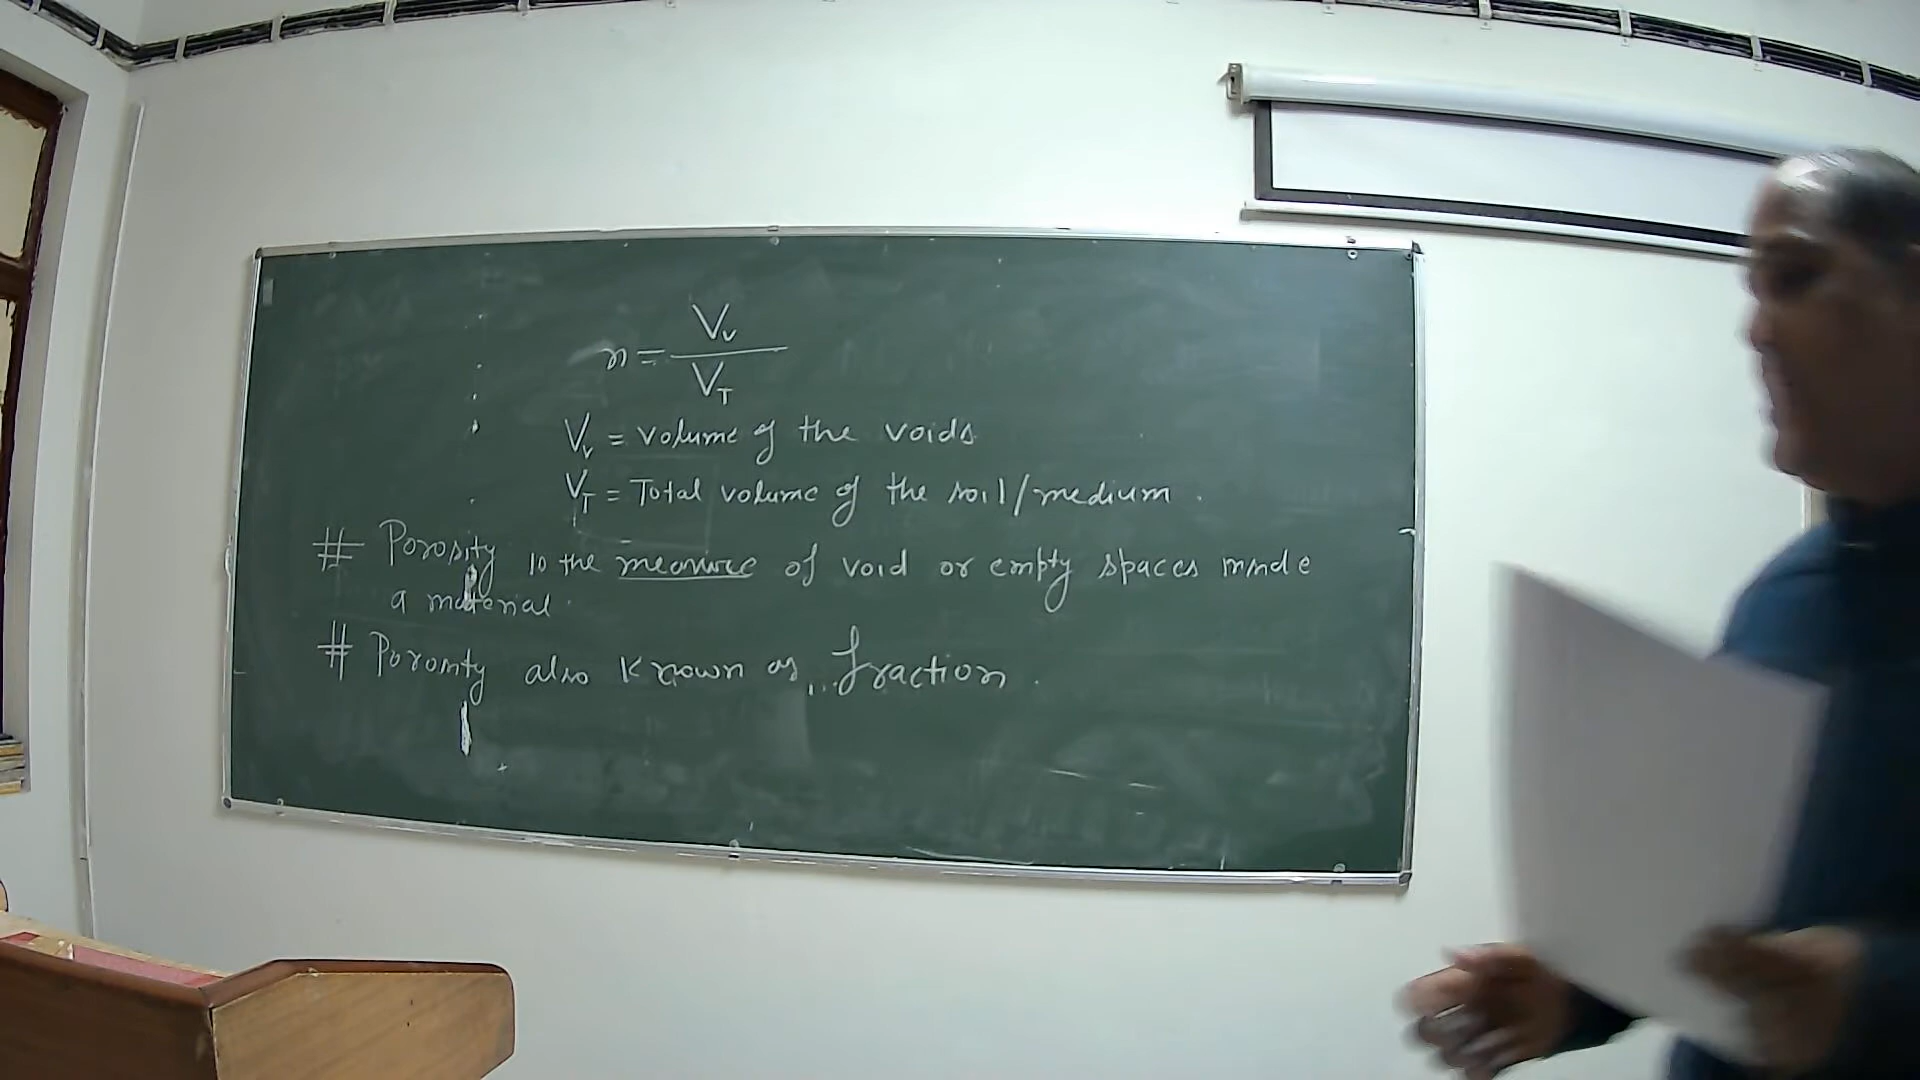 n = Vv / VT
Vv = volume of the voids
VT = Total volume of the soil/medium.
# Porosity is the measure of void or empty spaces inside
a material.
# Porosity also known as ... fraction.